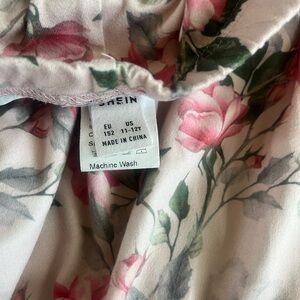 SHEIN
EU US
152 11-12Y
MADE IN CHINA
Machine Wash